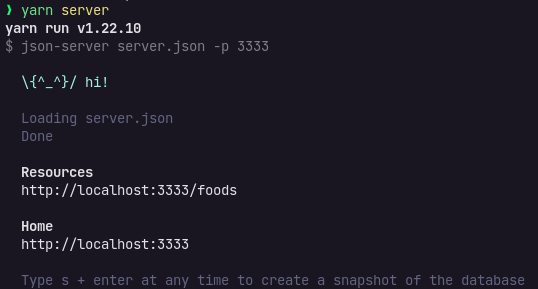 ❯ yarn server
yarn run v1.22.10
$ json-server server.json -p 3333
\{^_^}/ hi!
Loading server.json
Done
Resources
http://localhost:3333/foods
Home
http://localhost:3333
Type s + enter at any time to create a snapshot of the database